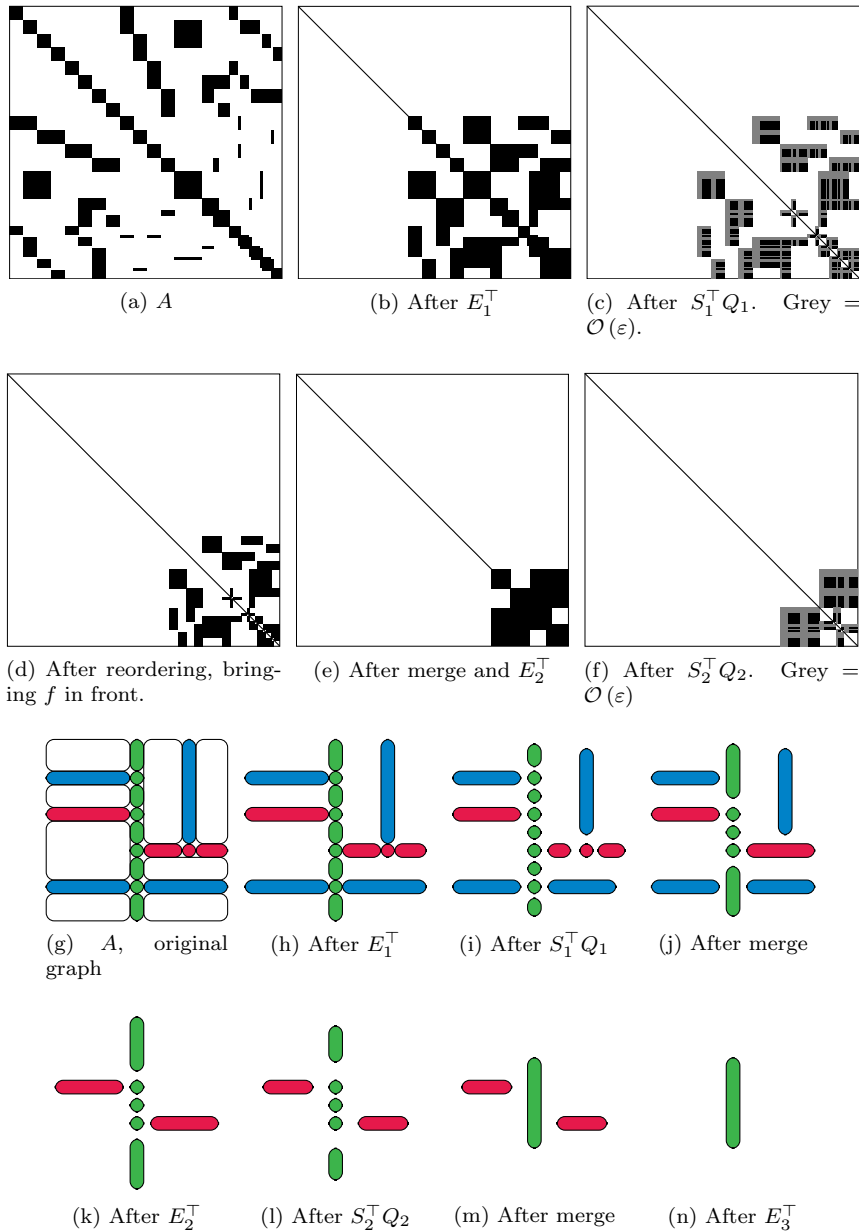 (a) A
(b) After E₁^⊤
(c) After S₁^⊤Q₁. Grey =
𝒪(ε).
(d) After reordering, bring-
ing f in front.
(e) After merge and E₂^⊤
(f) After S₂^⊤Q₂. Grey =
𝒪(ε)
(g) A, original
graph
(h) After E₁^⊤
(i) After S₁^⊤Q₁
(j) After merge
(k) After E₂^⊤
(l) After S₂^⊤Q₂
(m) After merge
(n) After E₃^⊤